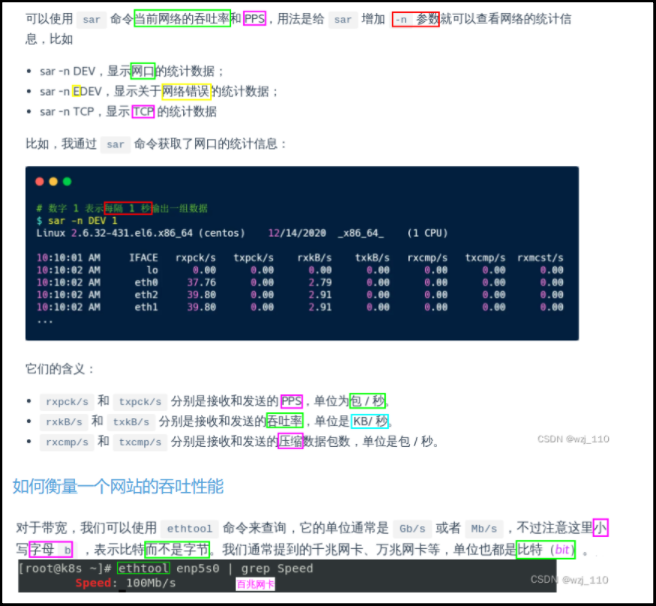 可以使用 sar 命令当前网络的吞吐率和 PPS，用法是给 sar 增加 -n 参数就可以查看网络的统计信
息，比如
• sar -n DEV，显示网口的统计数据；
• sar -n EDEV，显示关于网络错误的统计数据；
• sar -n TCP，显示 TCP 的统计数据
比如，我通过 sar 命令获取了网口的统计信息：
# 数字 1 表示每隔 1 秒输出一组数据
$ sar -n DEV 1
Linux 2.6.32-431.el6.x86_64 (centos) 12/14/2020 _x86_64_ (1 CPU)
10:10:01 AM IFACE rxpck/s txpck/s rxkB/s txkB/s rxcmp/s txcmp/s rxmcst/s
10:10:02 AM lo 0.00 0.00 0.00 0.00 0.00 0.00 0.00
10:10:02 AM eth0 37.76 0.00 2.79 0.00 0.00 0.00 0.00
10:10:02 AM eth2 39.80 0.00 2.91 0.00 0.00 0.00 0.00
10:10:02 AM eth1 39.80 0.00 2.91 0.00 0.00 0.00 0.00
...
它们的含义：
• rxpck/s 和 txpck/s 分别是接收和发送的 PPS，单位为包 / 秒。
• rxkB/s 和 txkB/s 分别是接收和发送的吞吐率，单位是 KB/ 秒。
• rxcmp/s 和 txcmp/s 分别是接收和发送的压缩数据包数，单位是包 / 秒。
CSDN @wzj_110
如何衡量一个网站的吞吐性能
对于带宽，我们可以使用 ethtool 命令来查询，它的单位通常是 Gb/s 或者 Mb/s，不过注意这里小
写字母 b ，表示比特而不是字节。我们通常提到的千兆网卡、万兆网卡等，单位也都是比特（bit）。
[root@k8s ~]# ethtool enp5s0 | grep Speed
Speed: 100Mb/s 百兆网卡
CSDN @wzj_110